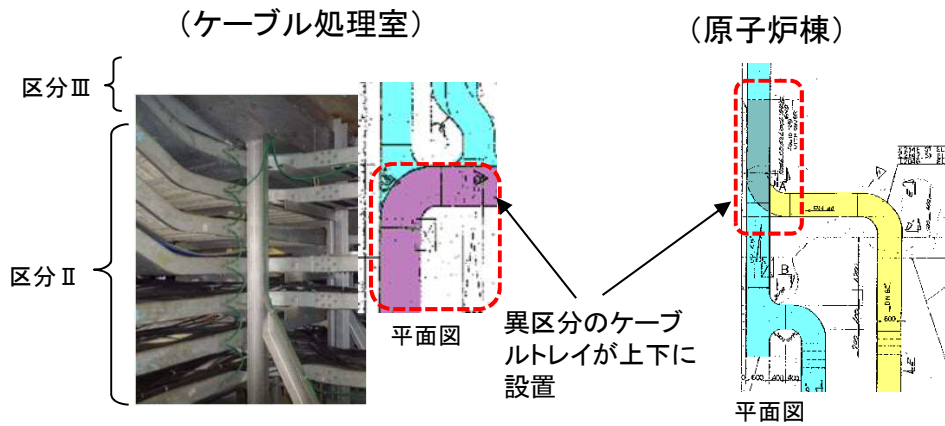 （ケーブル処理室）
（原子炉棟）
区分Ⅲ
区分Ⅱ
平面図
異区分のケーブ
ルトレイが上下に
設置
A
B
600
平面図